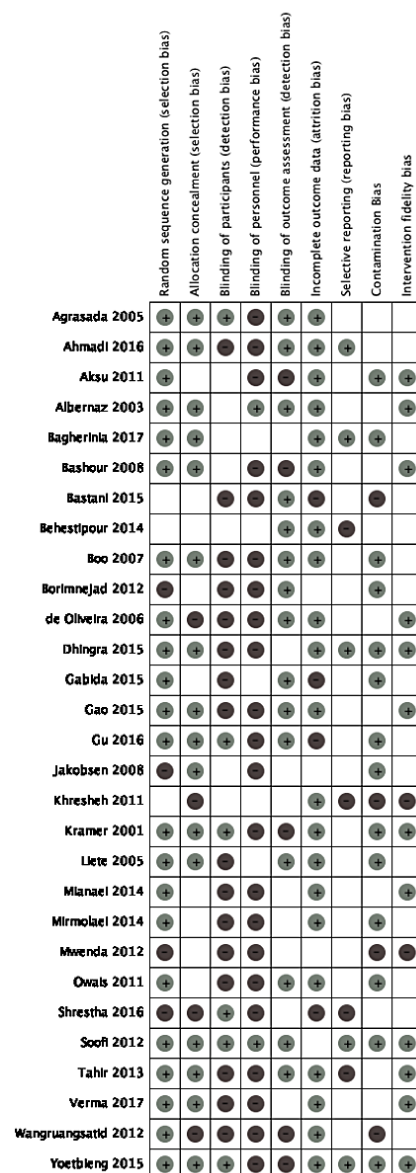 Random sequence generation (selection bias)
Allocation concealment (selection bias)
Blinding of participants (detection bias)
Blinding of personnel (performance bias)
Blinding of outcome assessment (detection bias)
Incomplete outcome data (attrition bias)
Selective reporting (reporting bias)
Contamination Bias
Intervention fidelity bias
Agrasada 2005 + + + - + +
Ahmadi 2016 + + - - + + +
Aksu 2011 + - - + + +
Albernaz 2003 + + + + + +
Bagherinia 2017 + + + + +
Bashour 2008 + + - - + +
Bastani 2015 - - + - -
Behestipour 2014 + + -
Boo 2007 + + - - + + +
Borimnejad 2012 - - - + +
de Oliveira 2006 + - - - + + +
Dhingra 2015 + + - - + + + +
Gabida 2015 + - + - +
Gao 2015 + + - - + + +
Gu 2016 + + + - + - +
Jakobsen 2008 - + - +
Khresheh 2011 - + - - -
Kramer 2001 + + + - - + + +
Llete 2005 + + - + + +
Mianaei 2014 + - - + +
Mirmolaei 2014 + - - + +
Mwenda 2012 - - - - -
Owais 2011 + - - + + +
Shrestha 2016 - - + - - -
Soofi 2012 + + + + + + + +
Tahir 2013 + + - - + + - +
Verma 2017 + + - - + +
Wangruangsatid 2012 + - - - - + -
Yoetbieng 2015 + + + - - + + + +